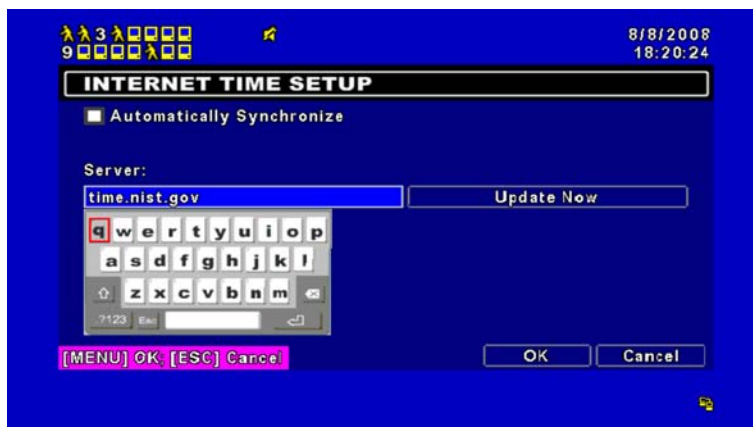 3
8/8/2008
9
18:20:24
INTERNET TIME SETUP
Automatically Synchronize
Server:
time.nist.gov
Update Now
q w e r t y u i o p
a s d f g h j k l
z x c v b n m
.?123 Esc
[MENU] OK; [ESC] Cancel
OK
Cancel